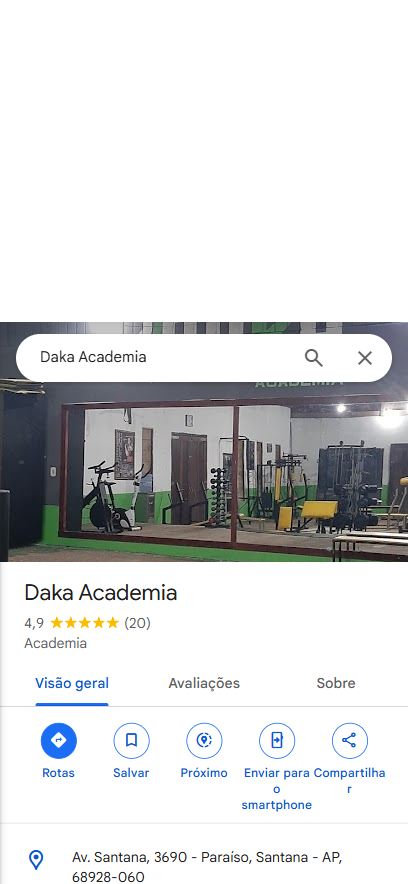 Daka Academia
ACADEMIA
Daka Academia
4,9 (20)
Academia
Visão geral
Avaliações
Sobre
Rotas
Salvar
Próximo
Enviar para
o
smartphone
Compartilha
r
Av. Santana, 3690 - Paraíso, Santana - AP,
68928-060